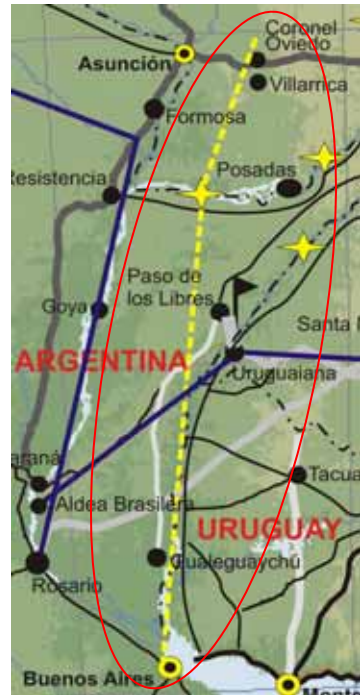 Coronel
Oviedo
Asunción
Villarrica
Formosa
Posadas
Resistencia
Paso de
los Libres
Goya
Santa
ARGENTINA
Uruguaiana
araná
Tacua
Aldea Brasilera
URUGUAY
Gualeguaychú
Rosario
Buenos Aires